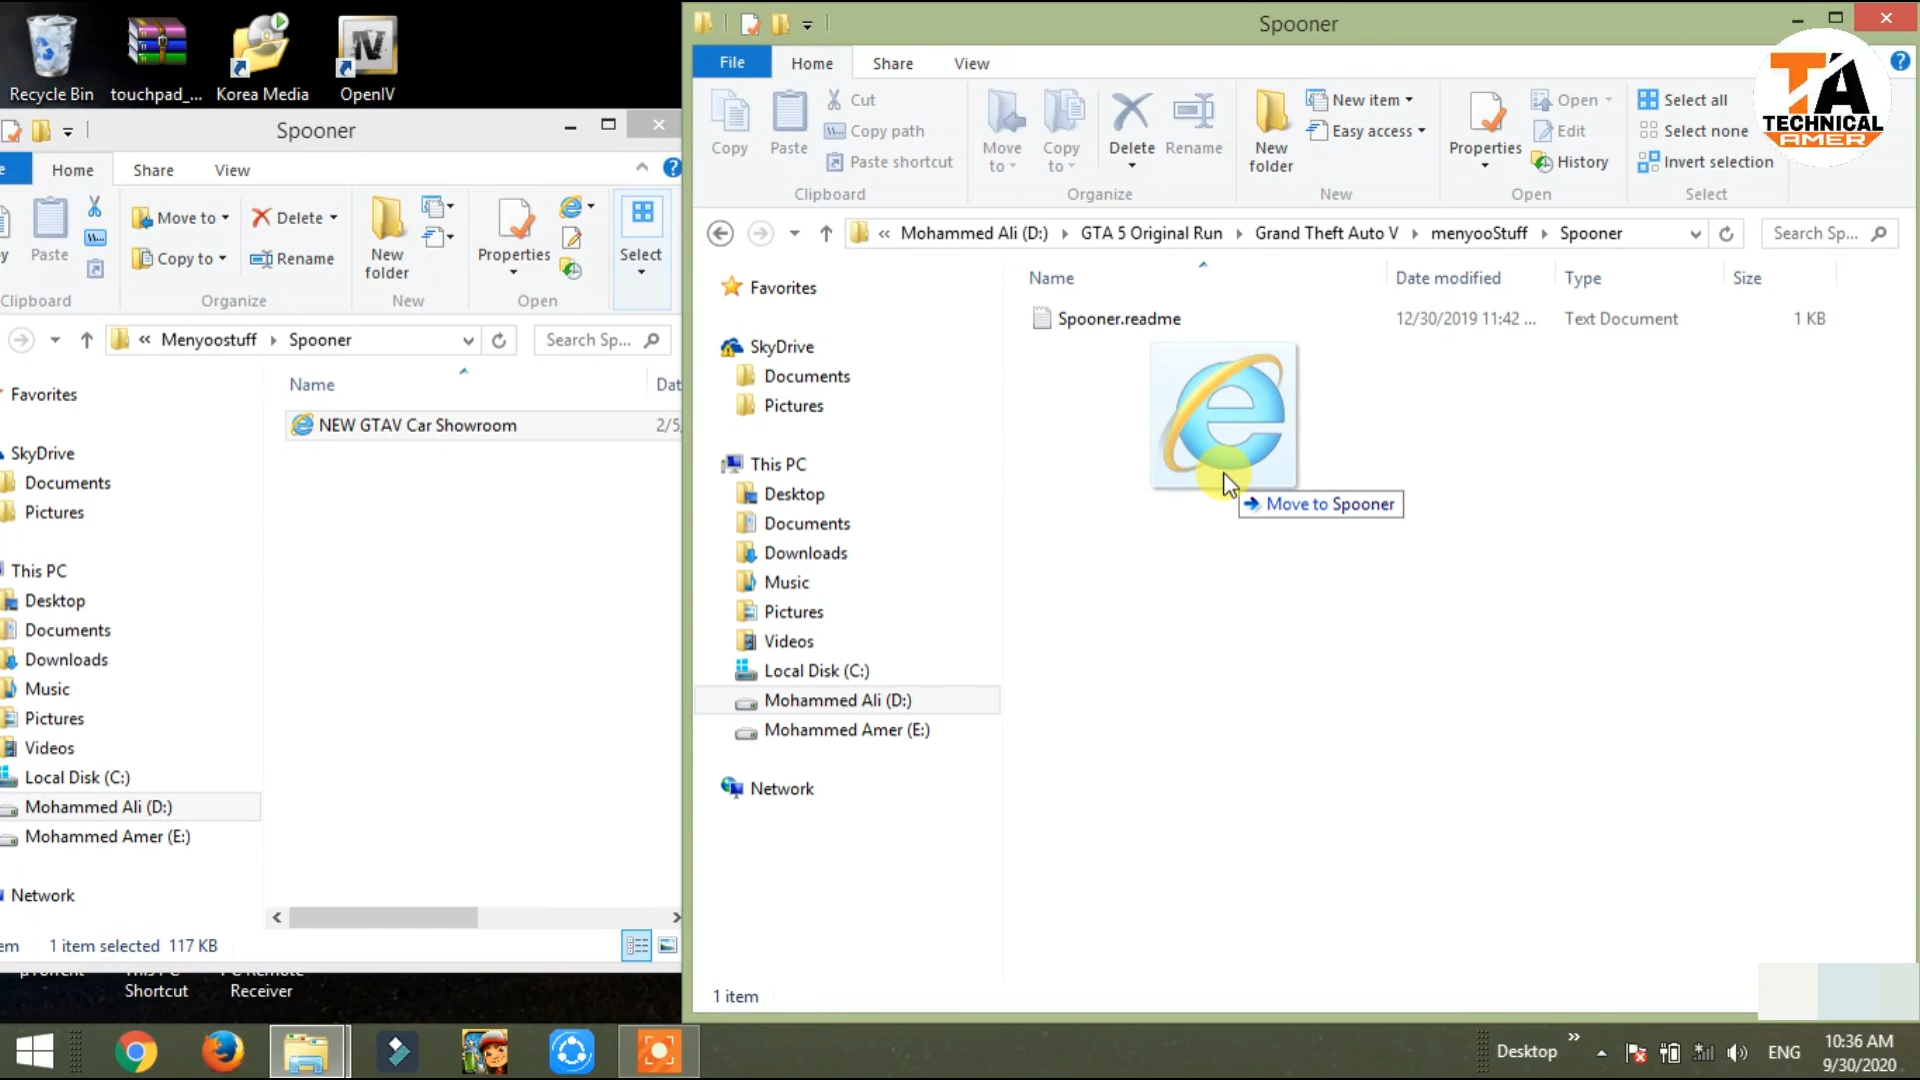 Recycle Bin
touchpad_...
Korea Media
OpenIV
Spooner
Home
Share
View
Paste
Move to
Copy to
Delete
Rename
New
folder
Properties
Select
Clipboard
Organize
New
Open
« Menyoostuff Spooner
Search Sp...
Name
Dat
NEW GTAV Car Showroom
2/5,
Favorites
SkyDrive
Documents
Pictures
This PC
Desktop
Documents
Downloads
Music
Pictures
Videos
Local Disk (C:)
Mohammed Ali (D:)
Mohammed Amer (E:)
Network
1 item selected 117 KB
Shortcut
Receiver
Spooner
File
Home
Share
View
TA
TECHNICAL
AMER
Copy
Paste
Cut
Copy path
Paste shortcut
Move
to
Copy
to
Delete
Rename
New
folder
New item
Easy access
Properties
Open
Edit
History
Select all
Select none
Invert selection
Clipboard
Organize
New
Open
Select
« Mohammed Ali (D:) GTA 5 Original Run Grand Theft Auto V menyooStuff Spooner
Search Sp...
Name
Date modified
Type
Size
Spooner.readme
12/30/2019 11:42 ...
Text Document
1 KB
Move to Spooner
Favorites
SkyDrive
Documents
Pictures
This PC
Desktop
Documents
Downloads
Music
Pictures
Videos
Local Disk (C:)
Mohammed Ali (D:)
Mohammed Amer (E:)
Network
1 item
Desktop
ENG
10:36 AM
9/30/2020